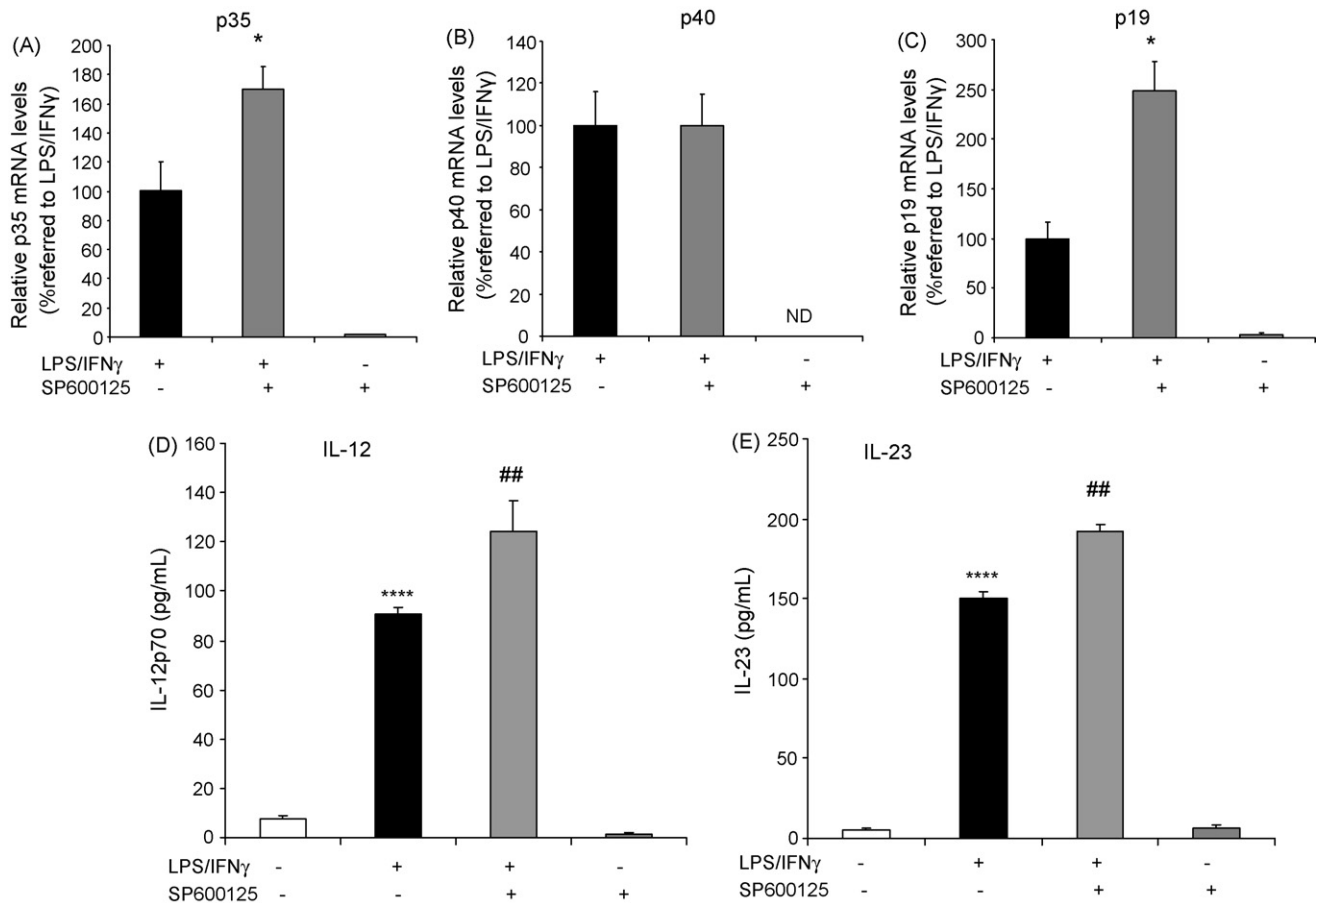 (A)
p35
*
Relative p35 mRNA levels
(%referred to LPS/IFNγ)
200
180
160
140
120
100
80
60
40
20
0
LPS/IFNγ + + -
SP600125 - + +
(B)
p40
Relative p40 mRNA levels
(%referred to LPS/IFNγ)
140
120
100
80
60
40
20
0
ND
LPS/IFNγ + + -
SP600125 - + +
(C)
p19
*
Relative p19 mRNA levels
(%referred to LPS/IFNγ)
300
250
200
150
100
50
0
LPS/IFNγ + + -
SP600125 - + +
(D)
IL-12
IL-12p70 (pg/mL)
160
140
120
100
80
60
40
20
0
****
##
LPS/IFNγ - + + -
SP600125 - - + +
(E)
IL-23
IL-23 (pg/mL)
250
200
150
100
50
0
****
##
LPS/IFNγ - + + -
SP600125 - - + +